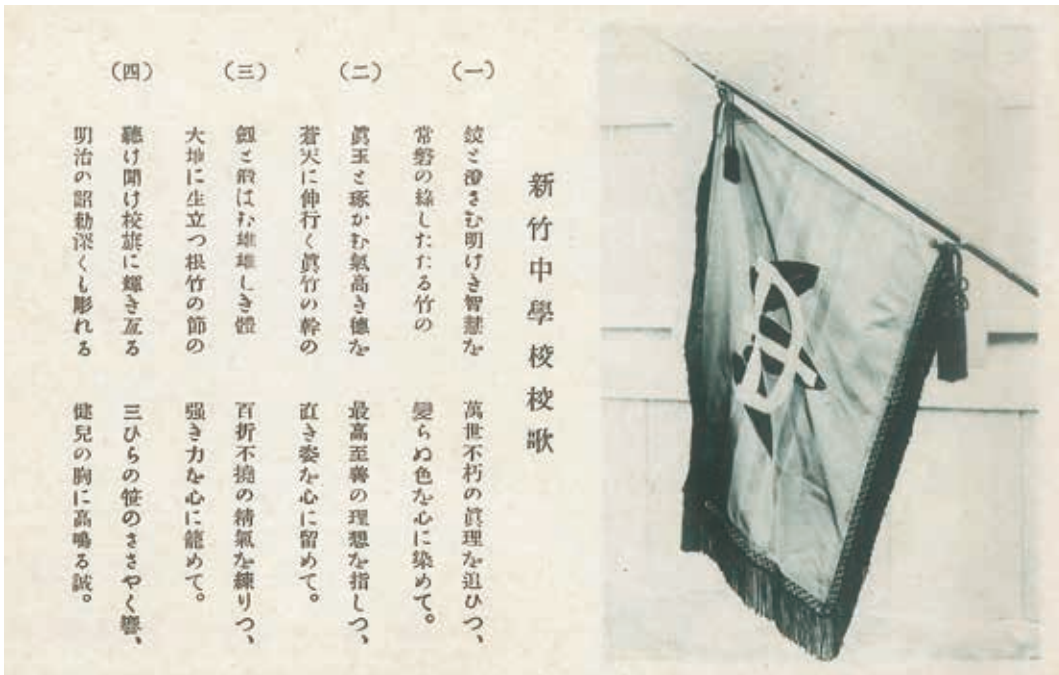 新竹中學校校歌
(一)
鏡と澄さむ明けき智慧を 萬世不朽の眞理を追ひつ、
常磐の綠したたる竹の 變らぬ色を心に染めて。
(二)
眞玉と琢かむ氣高き德を 最高至善の理想を指しつ、
蒼天に伸行く眞竹の幹の 直き姿を心に留めて。
(三)
劔と鍛はむ雄雄しき體 百折不撓の精氣を練りつ、
大地に生立つ根竹の節の 強き力を心に籠めて。
(四)
聽け聞け校旗に輝き亙る 三ひらの笹のささやく響、
明治の詔勅深くも彫れる 健兒の胸に高鳴る誠。